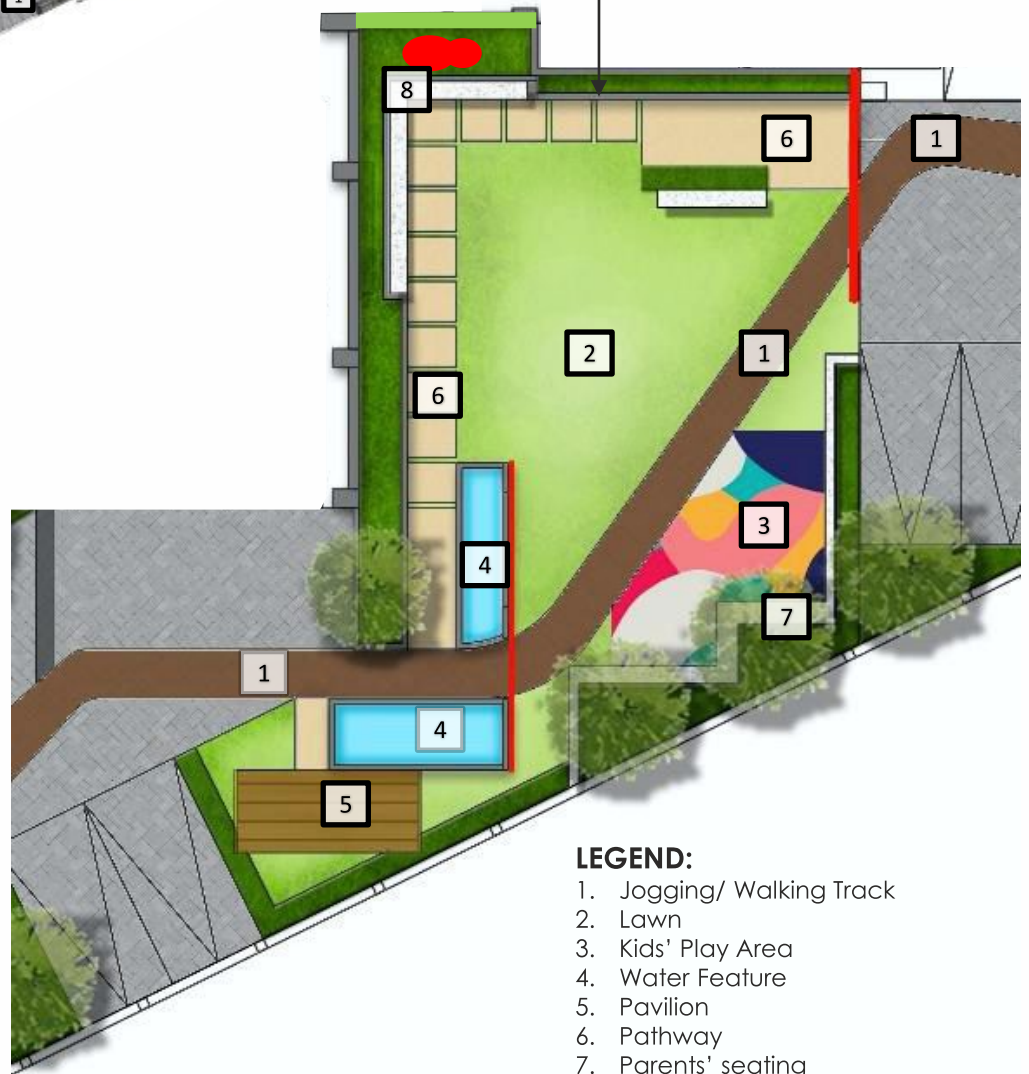 1
8
6
1
2
1
6
3
4
7
1
4
5
LEGEND:
1. Jogging/ Walking Track
2. Lawn
3. Kids' Play Area
4. Water Feature
5. Pavilion
6. Pathway
7. Parents' seating